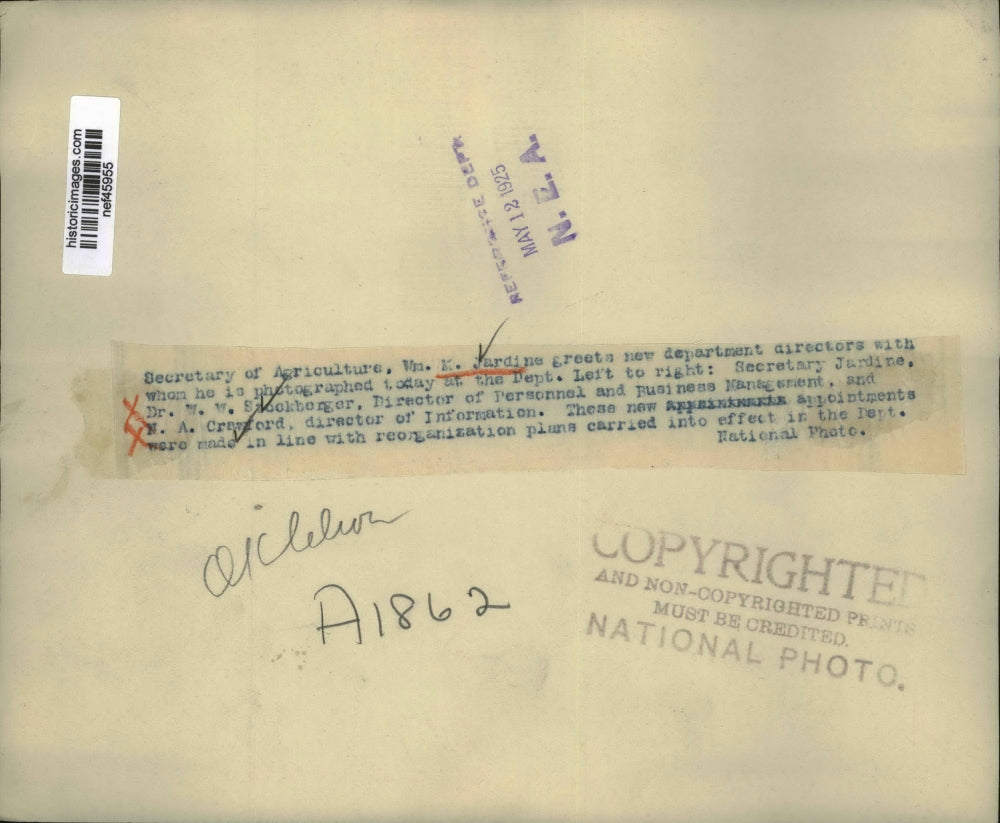 historicimages.com
nef45955
REFERENCE DEPT.
MAY 12 1925
N. E. A.
Secretary of Agriculture, Wm. K. Jardine greets new department directors with
whom he is photographed today at the Dept. Left to right: Secretary Jardine,
Dr. W. W. Stockberger, Director of Personnel and Business Management, and
N. A. Crawford, director of Information. These new appointments
were made in line with reorganization plans carried into effect in the Dept.
National Photo.
A1862
COPYRIGHTED
AND NON-COPYRIGHTED PRINTS
MUST BE CREDITED.
NATIONAL PHOTO.